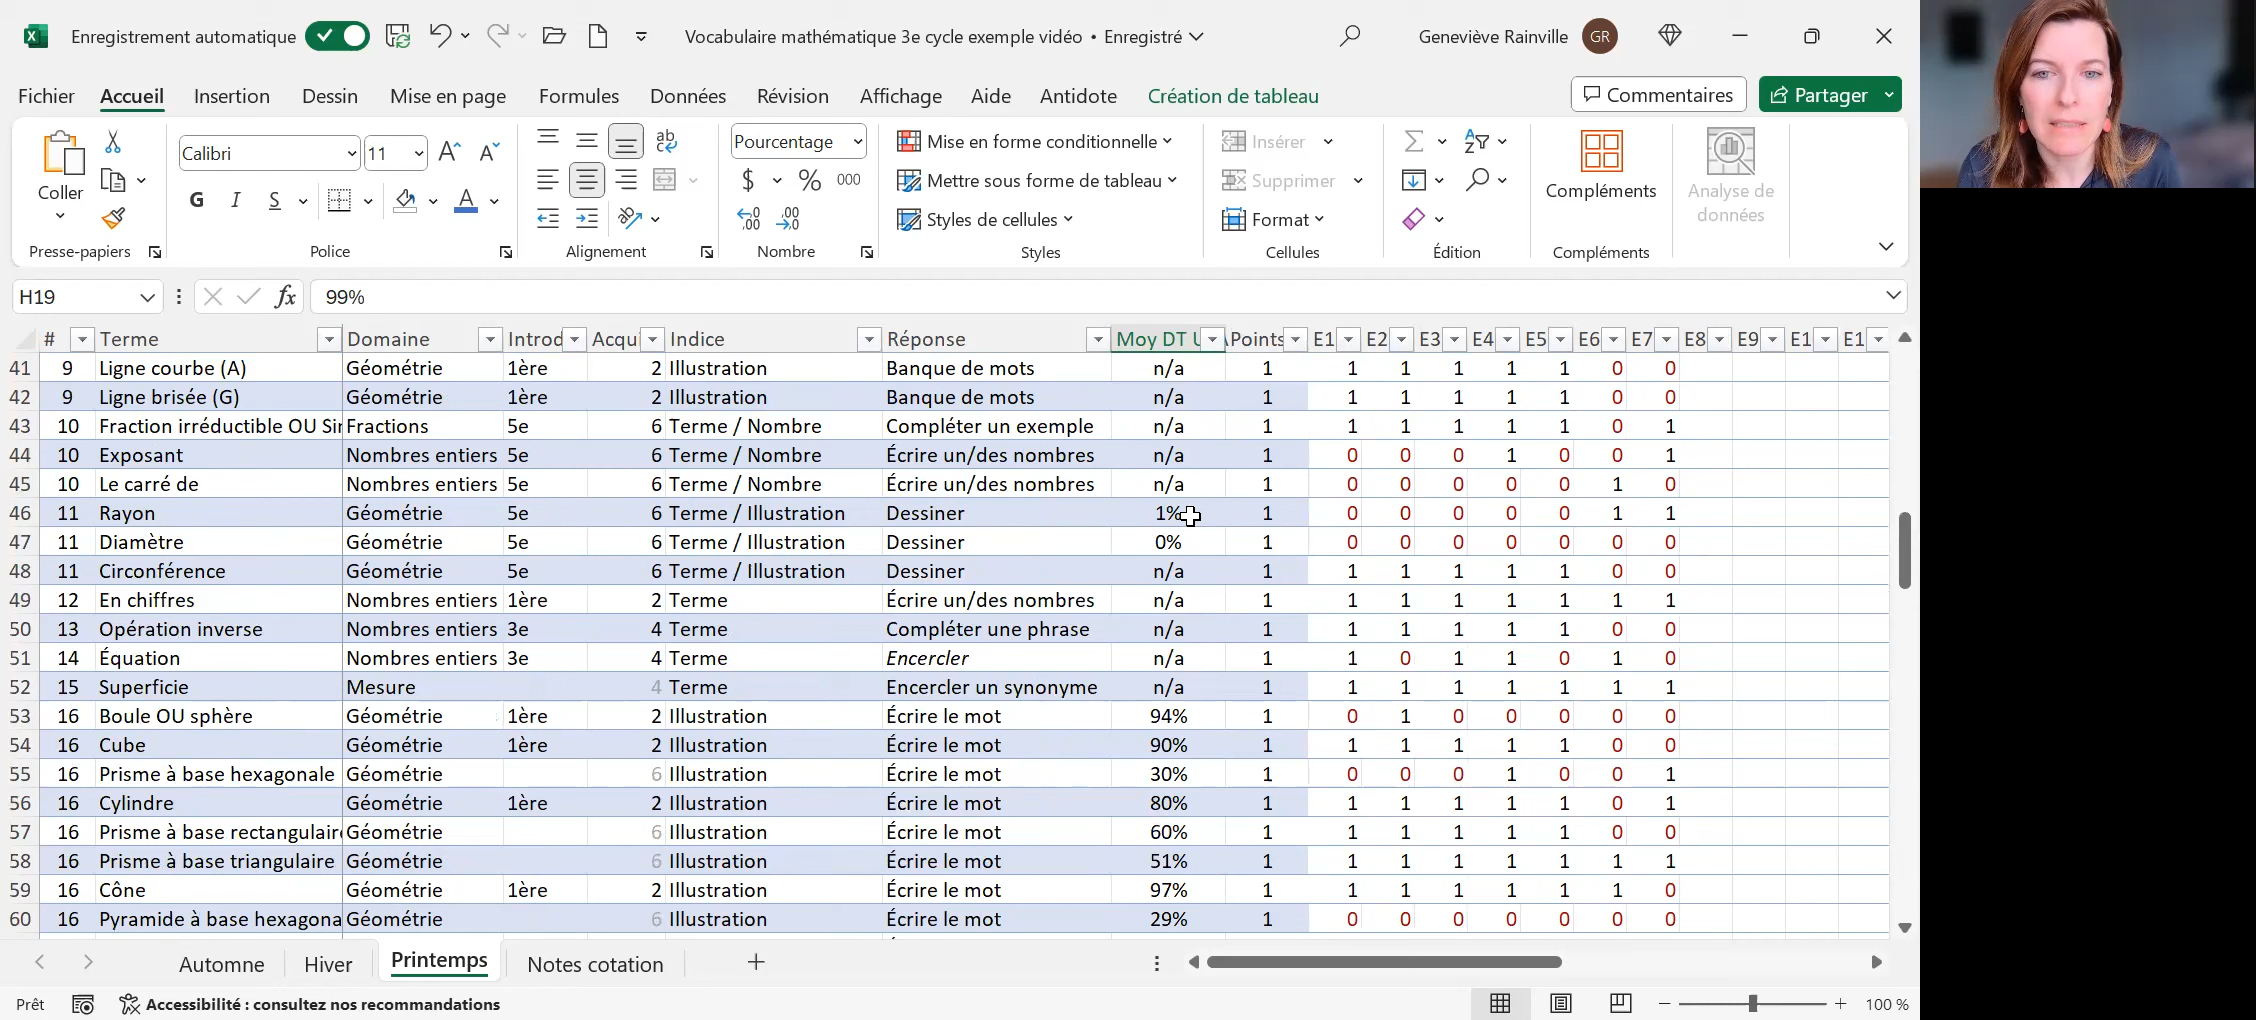 Enregistrement automatique Vocabulaire mathématique 3e cycle exemple vidéo • Enregistré Geneviève Rainville GR
Fichier Accueil Insertion Dessin Mise en page Formules Données Révision Affichage Aide Antidote Création de tableau Commentaires Partager
Coller Calibri 11 Pourcentage Mise en forme conditionnelle Insérer Compléments Analyse de données
G I S $ % 000 Mettre sous forme de tableau Supprimer
Styles de cellules Format
Presse-papiers Police Alignement Nombre Styles Cellules Édition Compléments
H19 fx 99%
# Terme Domaine Introd Acqui Indice Réponse Moy DT Points E1 E2 E3 E4 E5 E6 E7 E8 E9 E1 E1
41 9 Ligne courbe (A) Géométrie 1ère 2 Illustration Banque de mots n/a 1 1 1 1 1 1 0 0
42 9 Ligne brisée (G) Géométrie 1ère 2 Illustration Banque de mots n/a 1 1 1 1 1 1 0 0
43 10 Fraction irréductible OU Sir Fractions 5e 6 Terme / Nombre Compléter un exemple n/a 1 1 1 1 1 1 0 1
44 10 Exposant Nombres entiers 5e 6 Terme / Nombre Écrire un/des nombres n/a 1 0 0 0 1 0 0 1
45 10 Le carré de Nombres entiers 5e 6 Terme / Nombre Écrire un/des nombres n/a 1 0 0 0 0 0 1 0
46 11 Rayon Géométrie 5e 6 Terme / Illustration Dessiner 1% 1 0 0 0 0 0 1 1
47 11 Diamètre Géométrie 5e 6 Terme / Illustration Dessiner 0% 1 0 0 0 0 0 0 0
48 11 Circonférence Géométrie 5e 6 Terme / Illustration Dessiner n/a 1 1 1 1 1 1 0 0
49 12 En chiffres Nombres entiers 1ère 2 Terme Écrire un/des nombres n/a 1 1 1 1 1 1 1 1
50 13 Opération inverse Nombres entiers 3e 4 Terme Compléter une phrase n/a 1 1 1 1 1 1 0 0
51 14 Équation Nombres entiers 3e 4 Terme Encercler n/a 1 1 0 1 1 0 1 0
52 15 Superficie Mesure 4 Terme Encercler un synonyme n/a 1 1 1 1 1 1 1 1
53 16 Boule OU sphère Géométrie 1ère 2 Illustration Écrire le mot 94% 1 0 1 0 0 0 0 0
54 16 Cube Géométrie 1ère 2 Illustration Écrire le mot 90% 1 1 1 1 1 1 0 0
55 16 Prisme à base hexagonale Géométrie 6 Illustration Écrire le mot 30% 1 0 0 0 1 0 0 1
56 16 Cylindre Géométrie 1ère 2 Illustration Écrire le mot 80% 1 1 1 1 1 1 0 1
57 16 Prisme à base rectangulair Géométrie 6 Illustration Écrire le mot 60% 1 1 1 1 1 1 0 0
58 16 Prisme à base triangulaire Géométrie 6 Illustration Écrire le mot 51% 1 1 1 1 1 1 1 1
59 16 Cône Géométrie 1ère 2 Illustration Écrire le mot 97% 1 1 1 1 1 1 1 0
60 16 Pyramide à base hexagona Géométrie 6 Illustration Écrire le mot 29% 1 0 0 0 0 0 0 0
Automne Hiver Printemps Notes cotation
Prêt Accessibilité : consultez nos recommandations 100 %